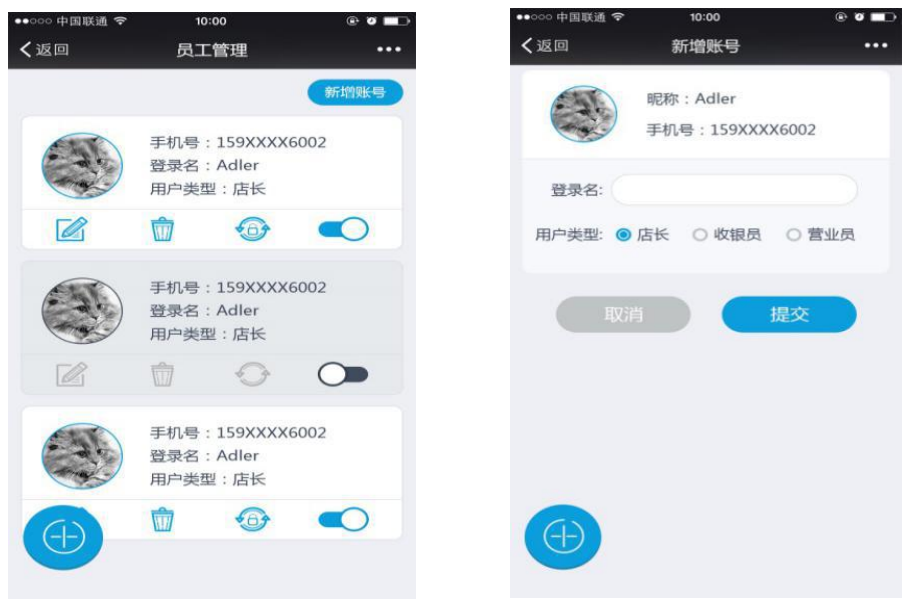 中国联通
10:00
返回
员工管理
新增账号
手机号：159XXXX6002
登录名：Adler
用户类型：店长
手机号：159XXXX6002
登录名：Adler
用户类型：店长
手机号：159XXXX6002
登录名：Adler
用户类型：店长
中国联通
10:00
返回
新增账号
昵称：Adler
手机号：159XXXX6002
登录名:
用户类型: 店长 收银员 营业员
取消 提交